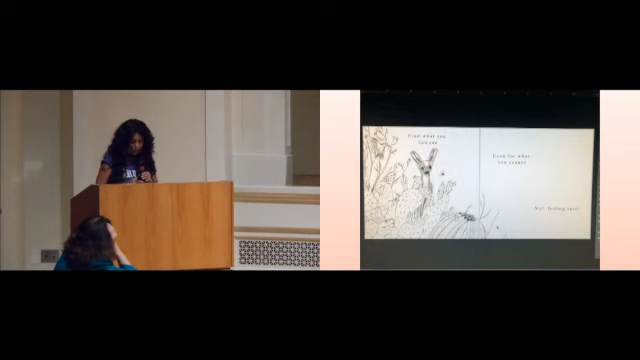 Find what you
can see
Look for what
you cannot
Not feeling sure?